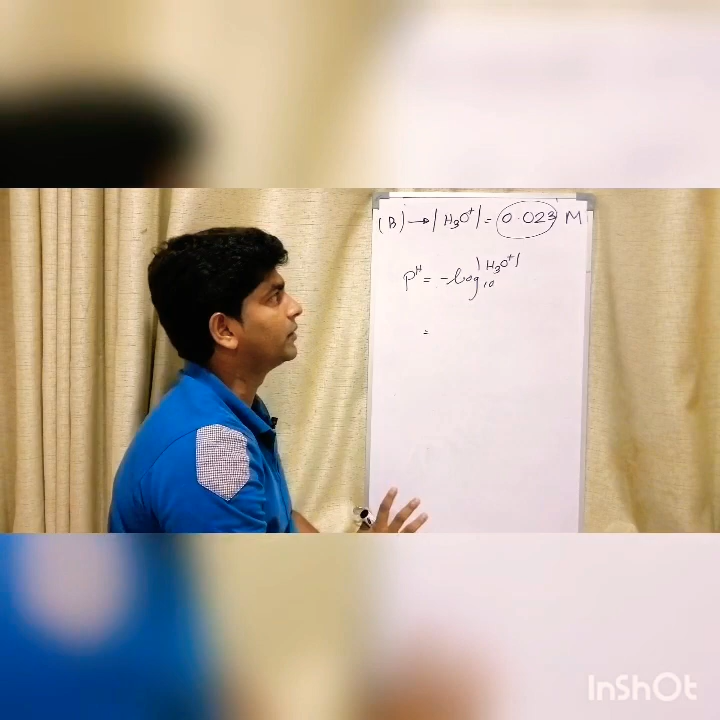 (B) → |H₃O⁺| = 0.023 M
pᴴ = -log₁₀ |H₃O⁺|
=
InShOt